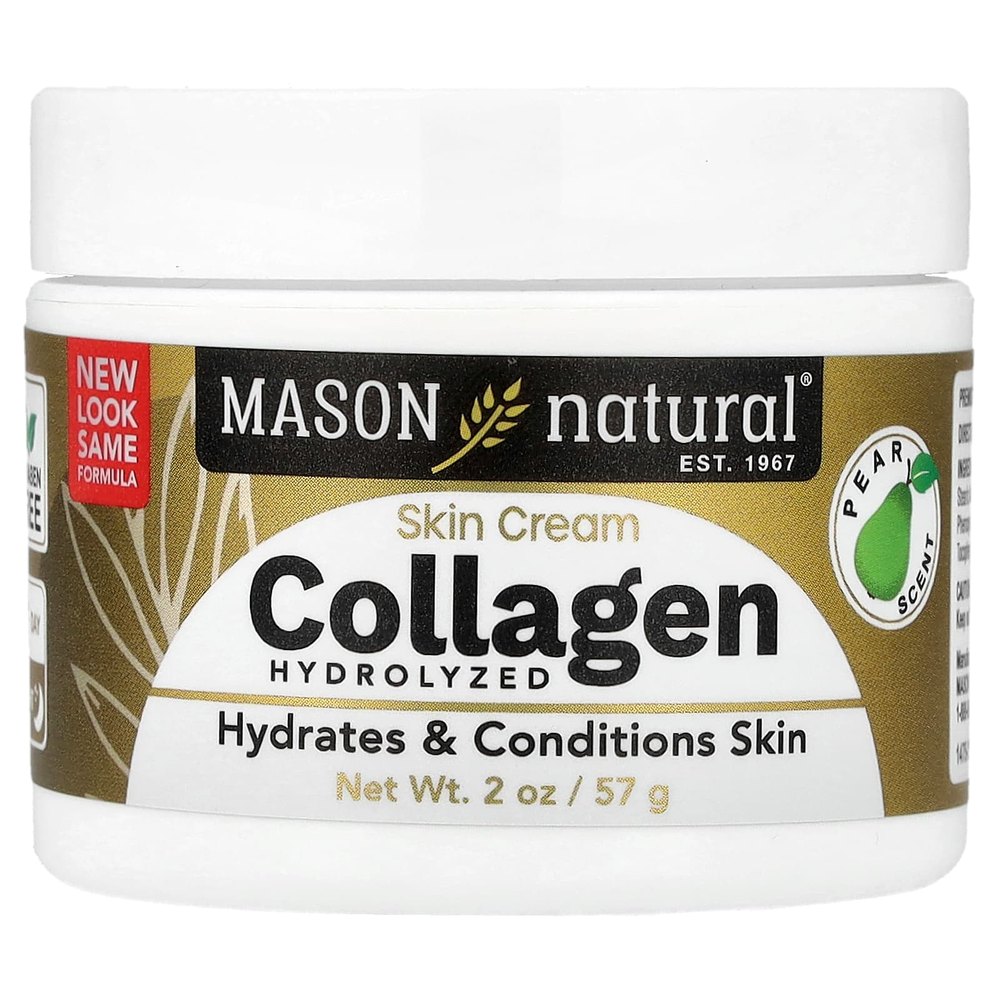 NEW
LOOK
SAME
FORMULA
MASON natural®
EST. 1967
PEAR
SCENT
Skin Cream
Collagen
HYDROLYZED
Hydrates & Conditions Skin
Net Wt. 2 oz / 57 g
DAY